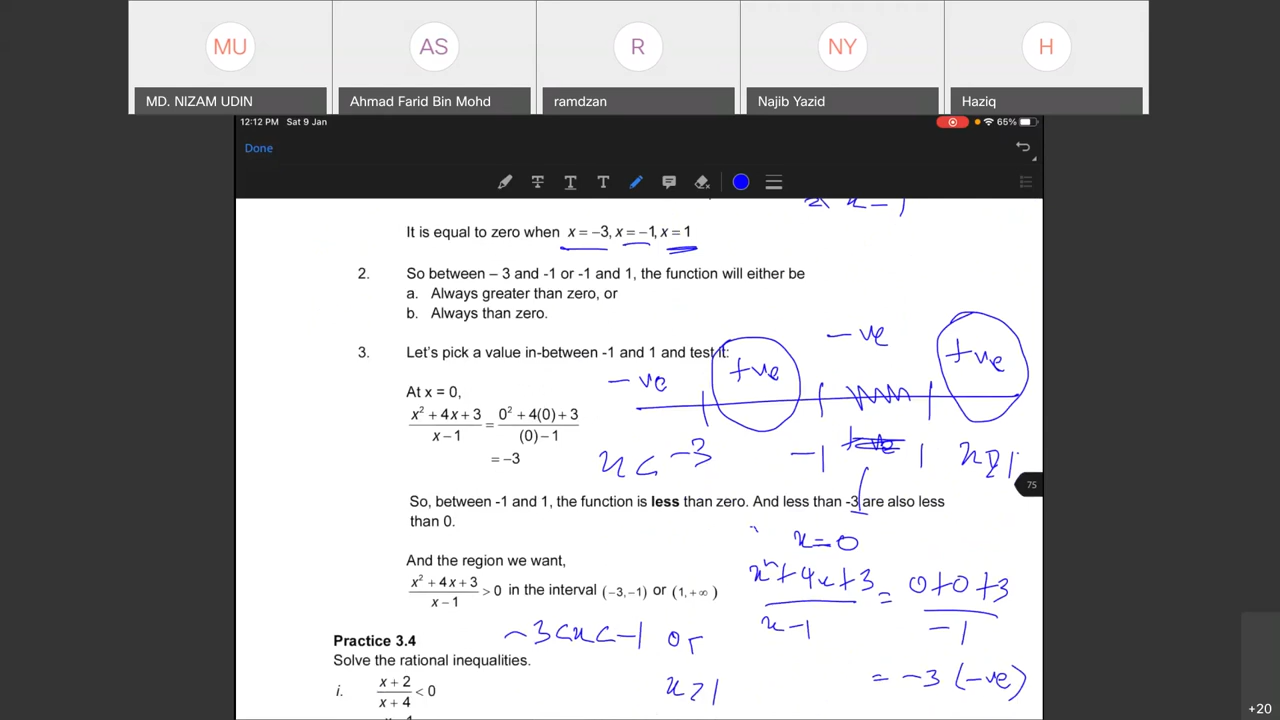 MU AS R NY H
MD. NIZAM UDIN Ahmad Farid Bin Mohd ramdzan Najib Yazid Haziq
12:12 PM Sat 9 Jan 65%
Done
It is equal to zero when x = −3, x = −1, x = 1
2. So between – 3 and -1 or -1 and 1, the function will either be
a. Always greater than zero, or
b. Always than zero.
−ve
+ve
3. Let's pick a value in-between -1 and 1 and test it:
−ve +ve
At x = 0,
x² + 4x + 3 / x − 1 = 0² + 4(0) + 3 / (0) − 1
= −3
x < −3 −1 1 x > 1
75
So, between -1 and 1, the function is less than zero. And less than -3 are also less
than 0.
x = 0
And the region we want,
x² + 4x + 3 / x − 1 > 0 in the interval (−3, −1) or (1, +∞)
x² + 4x + 3 / x − 1 = 0 + 0 + 3 / −1
= −3 (−ve)
−3 < x < −1 or
x > 1
Practice 3.4
Solve the rational inequalities.
i. x + 2 / x + 4 < 0
+20